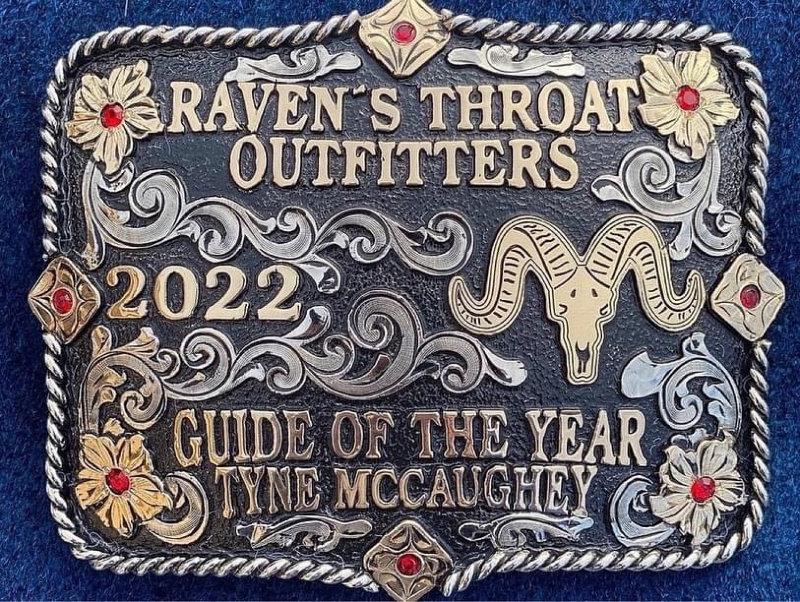 RAVEN'S THROAT
OUTFITTERS
2022
GUIDE OF THE YEAR
TYNE MCCAUGHEY